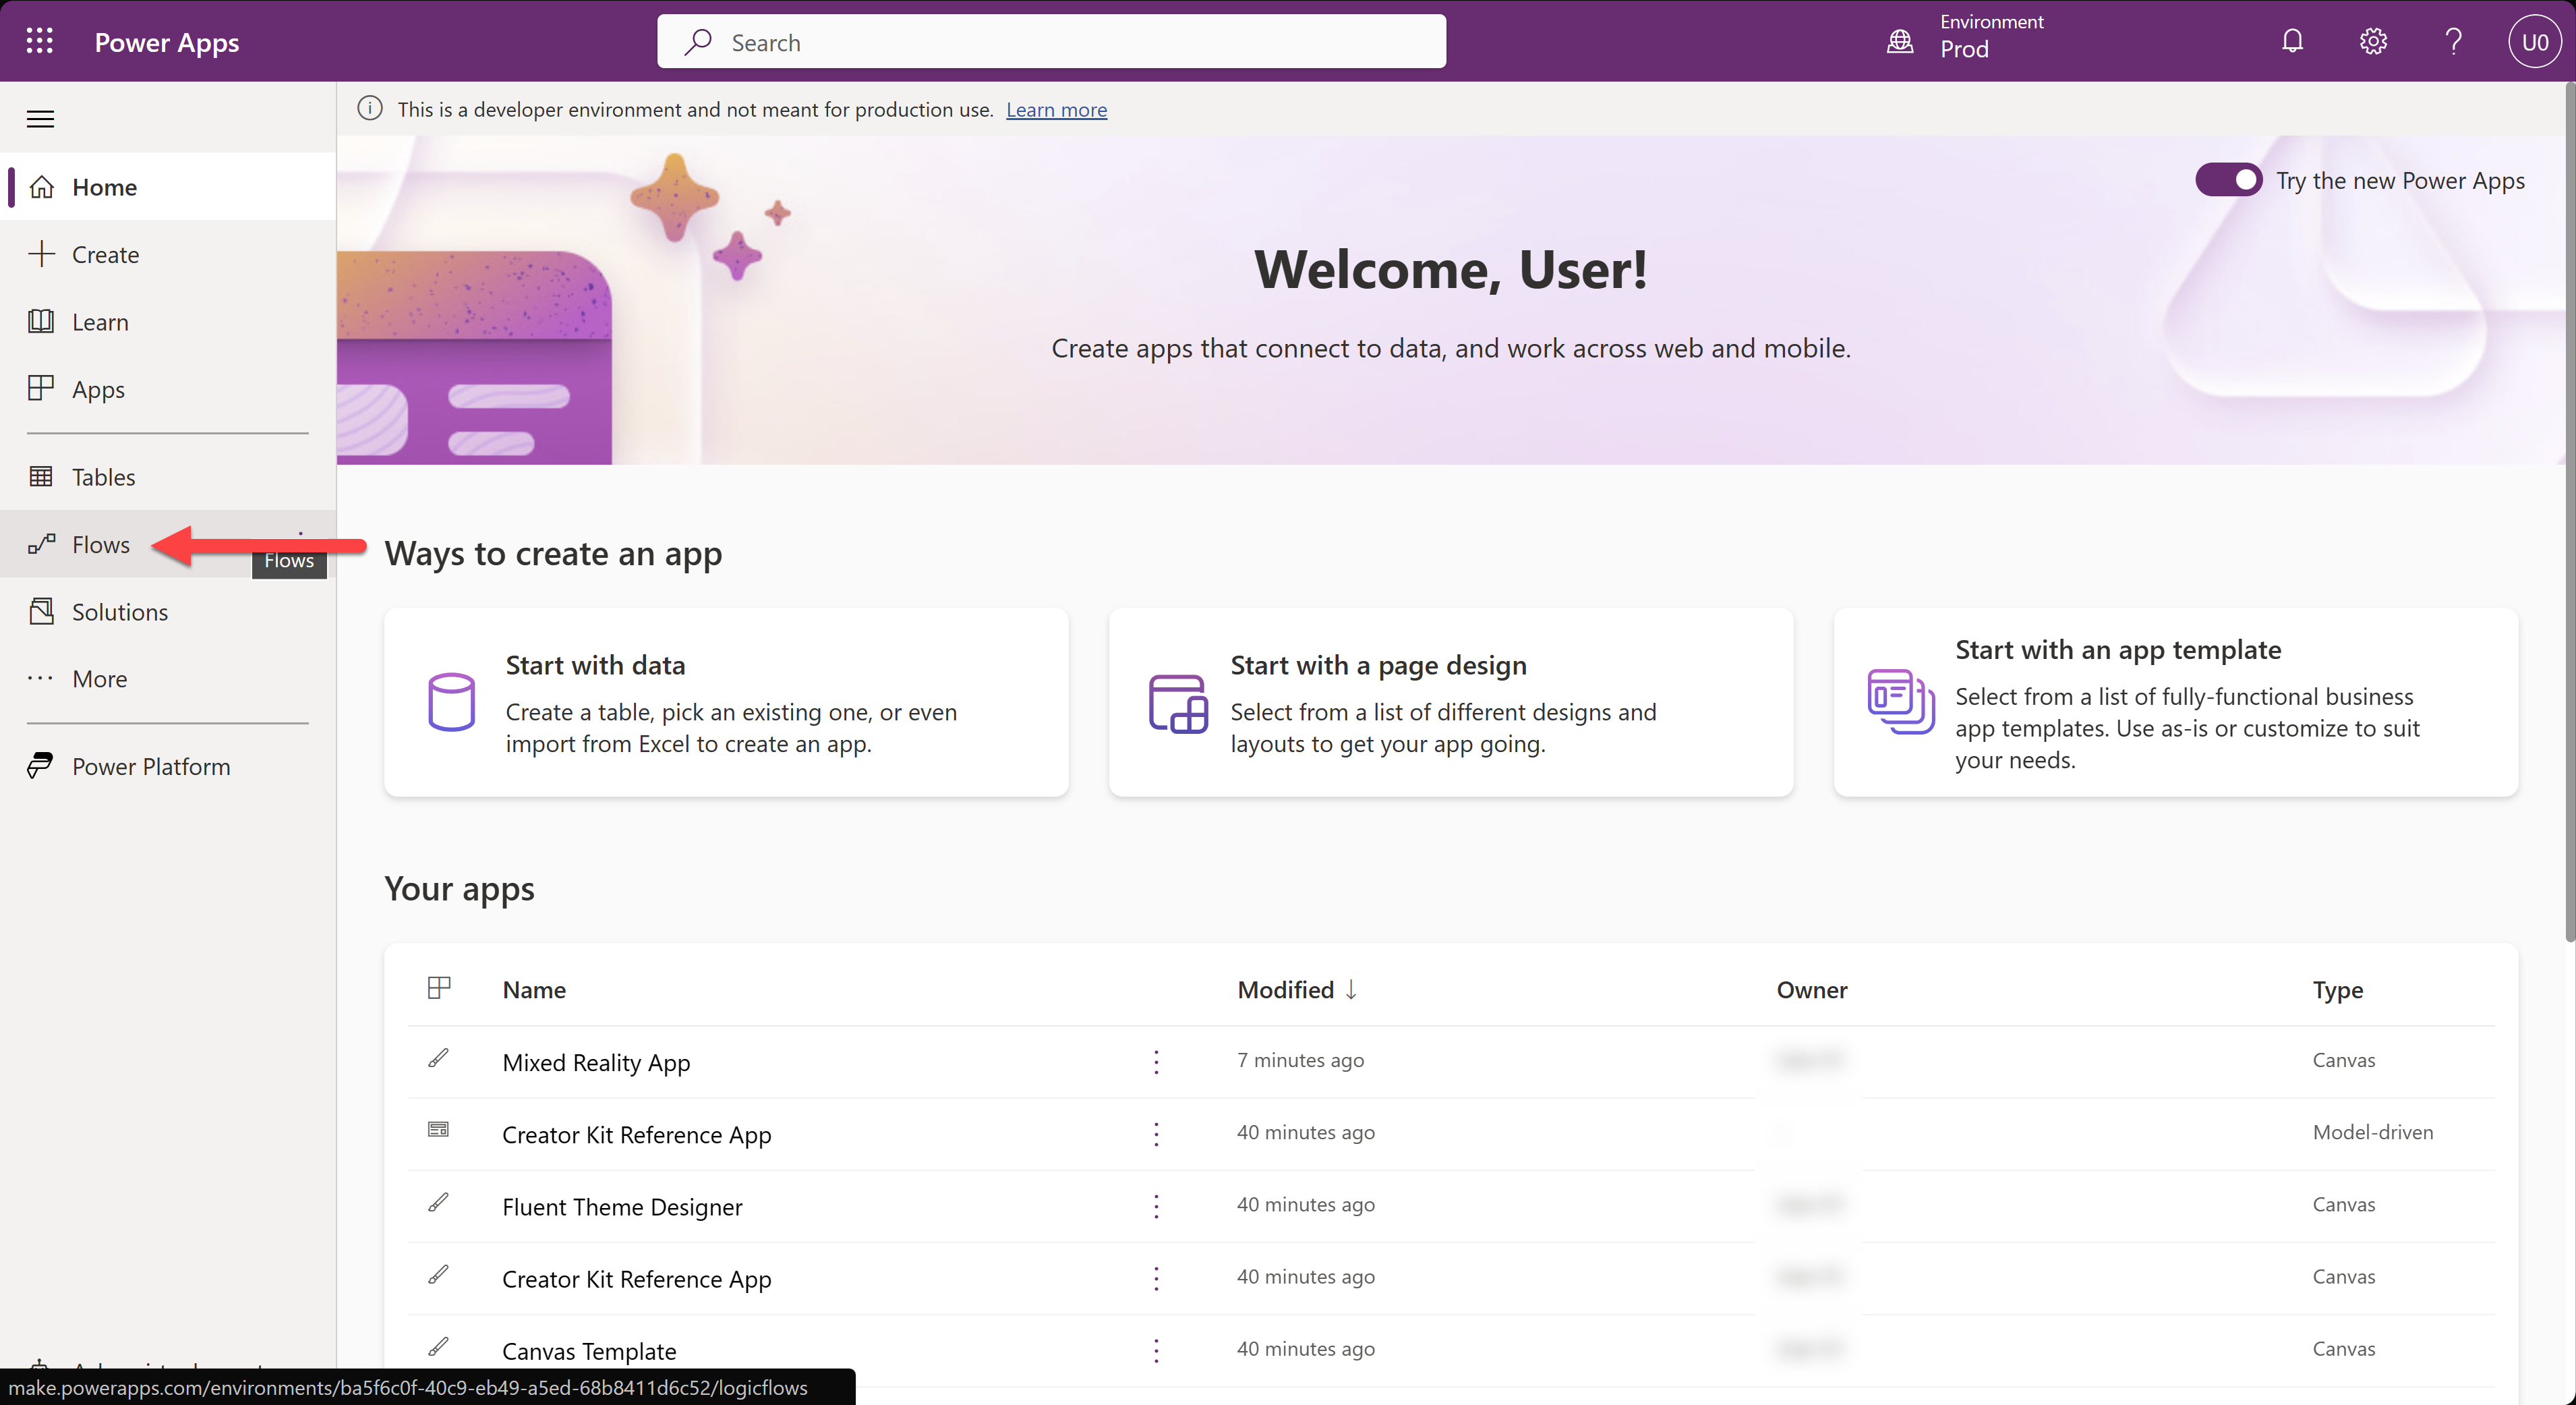 Power Apps
Search
Environment
Prod
U0
This is a developer environment and not meant for production use. Learn more
Home
Create
Learn
Apps
Tables
Flows
Flows
Solutions
More
Power Platform
Try the new Power Apps
Welcome, User!
Create apps that connect to data, and work across web and mobile.
Ways to create an app
Start with data
Create a table, pick an existing one, or even
import from Excel to create an app.
Start with a page design
Select from a list of different designs and
layouts to get your app going.
Start with an app template
Select from a list of fully-functional business
app templates. Use as-is or customize to suit
your needs.
Your apps
Name Modified ↓ Owner Type
Mixed Reality App 7 minutes ago Canvas
Creator Kit Reference App 40 minutes ago Model-driven
Fluent Theme Designer 40 minutes ago Canvas
Creator Kit Reference App 40 minutes ago Canvas
Canvas Template 40 minutes ago Canvas
make.powerapps.com/environments/ba5f6c0f-40c9-eb49-a5ed-68b8411d6c52/logicflows